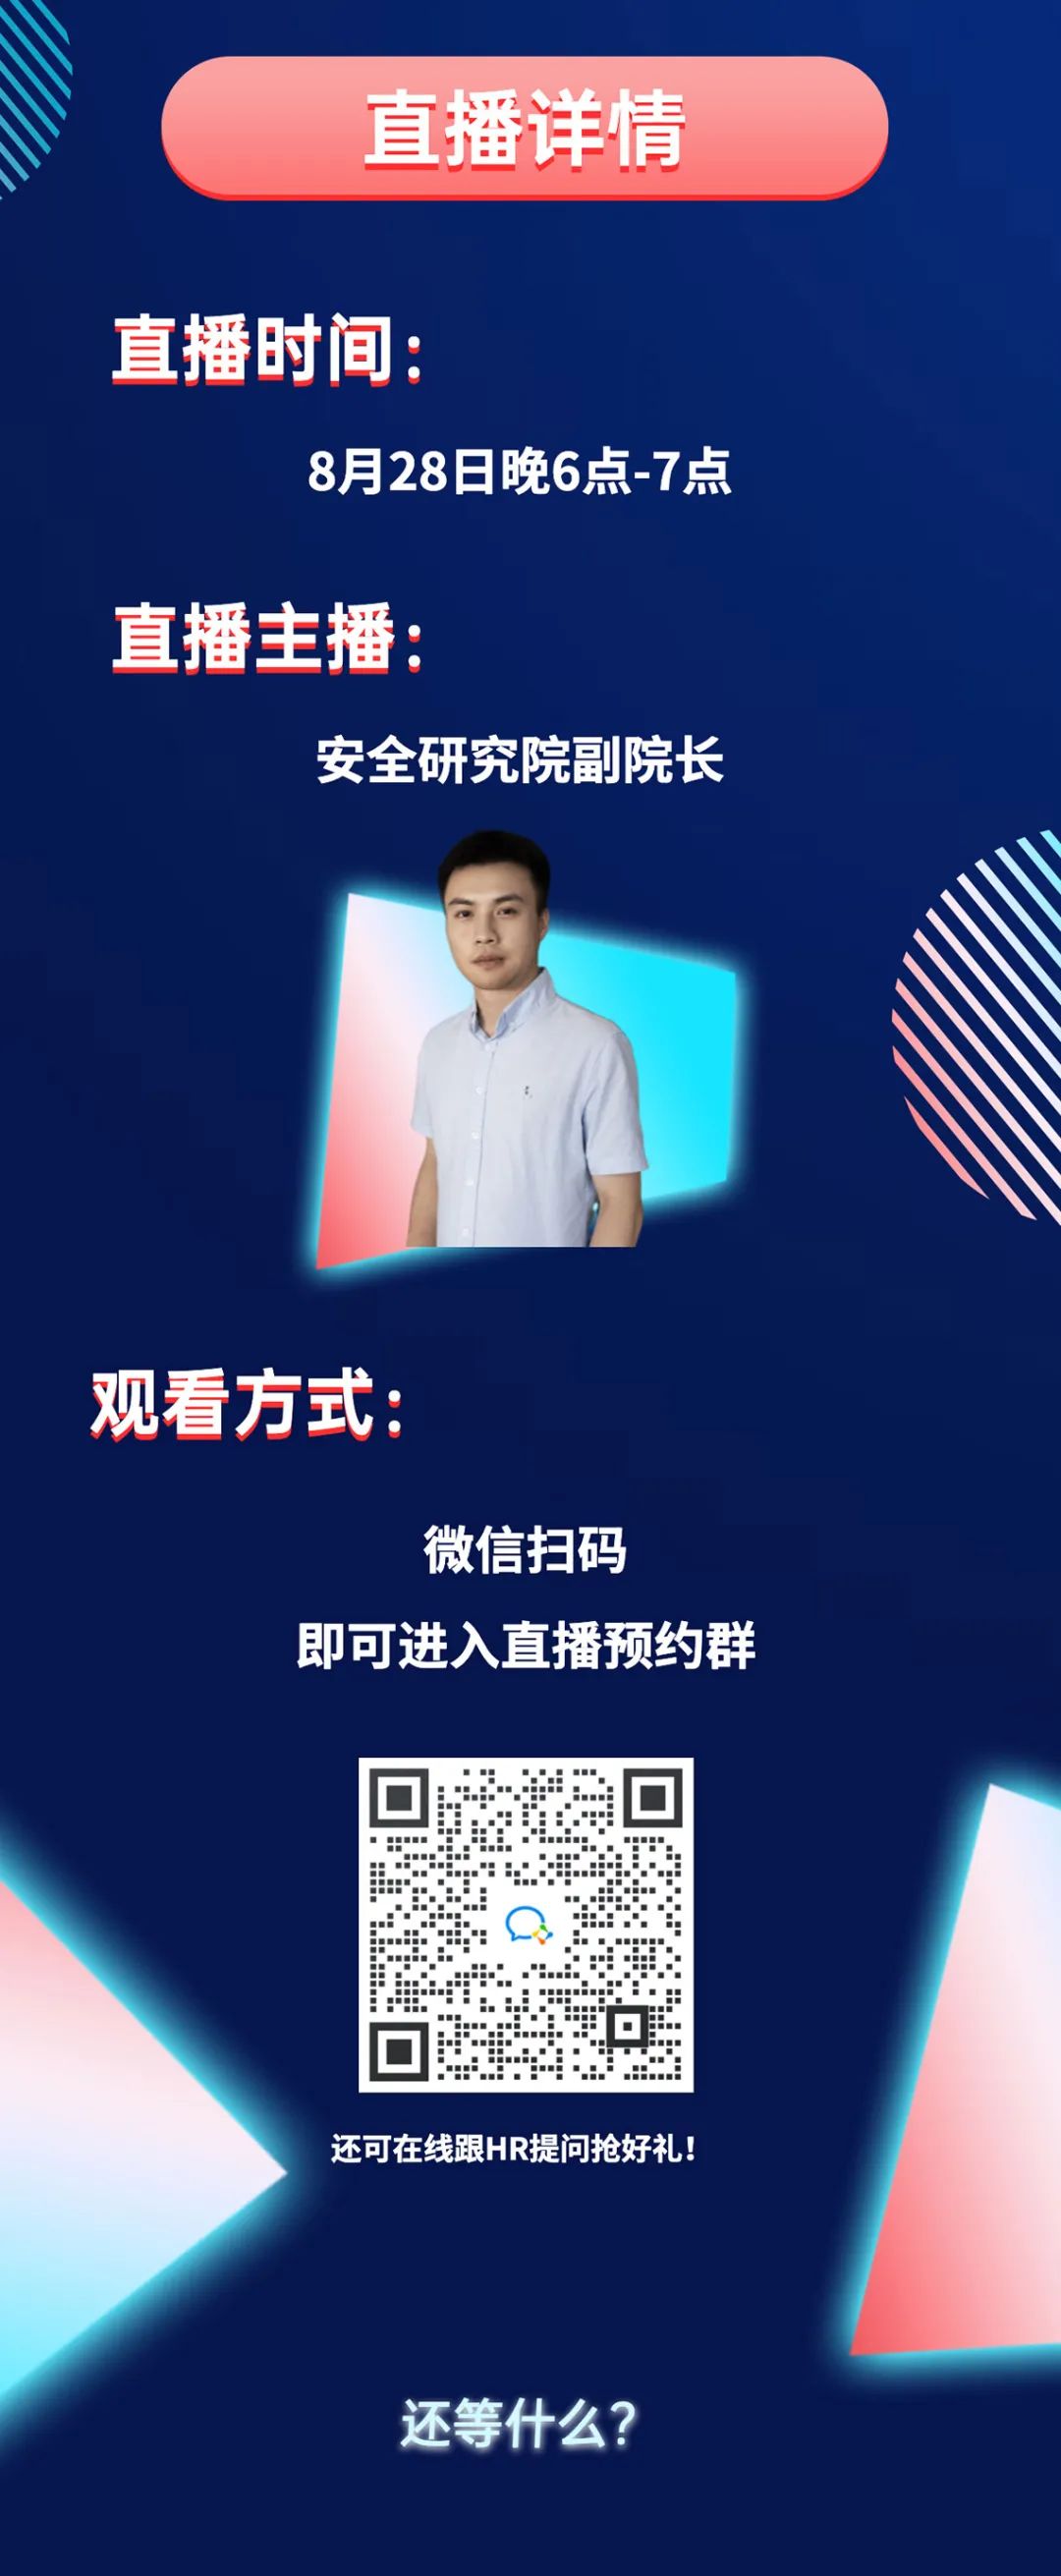 直播详情
直播时间：
8月28日晚6点-7点
直播主播：
安全研究院副院长
观看方式：
微信扫码
即可进入直播预约群
还可在线跟HR提问抢好礼！
还等什么？